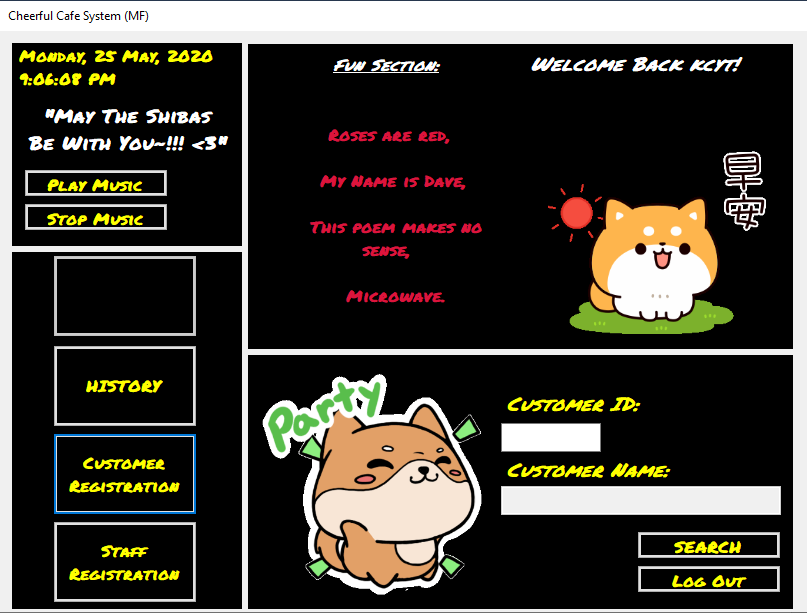 Cheerful Cafe System (MF)
Monday, 25 May, 2020
9:06:08 PM
"May The Shibas
Be With You~!!! <3"
Play Music
Stop Music
HISTORY
Customer
Registration
Staff
Registration
Fun Section:
Welcome Back kcyt!
Roses are red,
My Name is Dave,
This poem makes no
sense,
Microwave.
早安
Party
Customer ID:
Customer Name:
SEARCH
Log Out